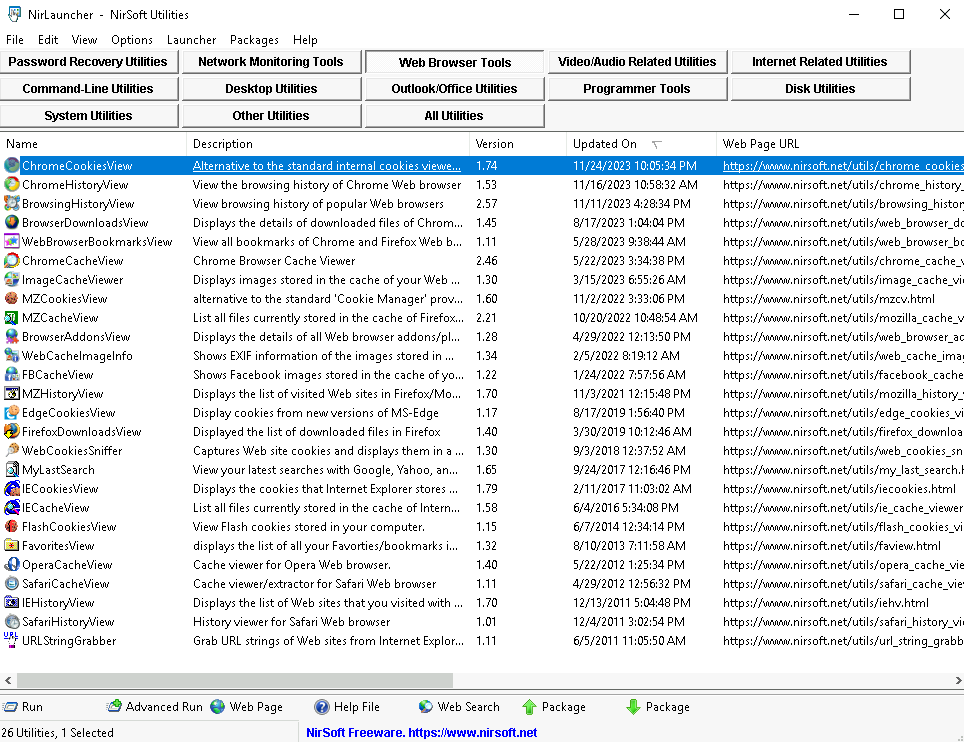 NirLauncher - NirSoft Utilities
File Edit View Options Launcher Packages Help
Password Recovery Utilities Network Monitoring Tools Web Browser Tools Video/Audio Related Utilities Internet Related Utilities
Command-Line Utilities Desktop Utilities Outlook/Office Utilities Programmer Tools Disk Utilities
System Utilities Other Utilities All Utilities
Name Description Version Updated On Web Page URL
ChromeCookiesView Alternative to the standard internal cookies viewe... 1.74 11/24/2023 10:05:34 PM https://www.nirsoft.net/utils/chrome_cookies
ChromeHistoryView View the browsing history of Chrome Web browser 1.53 11/16/2023 10:58:32 AM https://www.nirsoft.net/utils/chrome_history_
BrowsingHistoryView View browsing history of popular Web browsers 2.57 11/11/2023 4:28:34 PM https://www.nirsoft.net/utils/browsing_history
BrowserDownloadsView Displays the details of downloaded files of Chrom... 1.45 8/17/2023 1:04:04 PM https://www.nirsoft.net/utils/web_browser_do
WebBrowserBookmarksView View all bookmarks of Chrome and Firefox Web b... 1.11 5/28/2023 9:38:44 AM https://www.nirsoft.net/utils/web_browser_bo
ChromeCacheView Chrome Browser Cache Viewer 2.46 5/22/2023 3:34:38 PM https://www.nirsoft.net/utils/chrome_cache_v
ImageCacheViewer Displays images stored in the cache of your Web ... 1.30 3/15/2023 6:55:26 AM https://www.nirsoft.net/utils/image_cache_vi
MZCookiesView alternative to the standard 'Cookie Manager' prov... 1.60 11/2/2022 3:33:06 PM https://www.nirsoft.net/utils/mzcv.html
MZCacheView List all files currently stored in the cache of Firefox... 2.21 10/20/2022 10:48:54 AM https://www.nirsoft.net/utils/mozilla_cache_v
BrowserAddonsView Displays the details of all Web browser addons/pl... 1.28 4/29/2022 12:13:50 PM https://www.nirsoft.net/utils/web_browser_ad
WebCacheImageInfo Shows EXIF information of the images stored in ... 1.34 2/5/2022 8:19:12 AM https://www.nirsoft.net/utils/web_cache_imag
FBCacheView Shows Facebook images stored in the cache of yo... 1.22 1/24/2022 7:57:56 AM https://www.nirsoft.net/utils/facebook_cache
MZHistoryView Displays the list of visited Web sites in Firefox/Mo... 1.70 11/3/2021 12:15:48 PM https://www.nirsoft.net/utils/mozilla_history_
EdgeCookiesView Display cookies from new versions of MS-Edge 1.17 8/17/2019 1:56:40 PM https://www.nirsoft.net/utils/edge_cookies_vi
FirefoxDownloadsView Displayed the list of downloaded files in Firefox 1.40 3/30/2019 10:12:46 AM https://www.nirsoft.net/utils/firefox_downloa
WebCookiesSniffer Captures Web site cookies and displays them in a ... 1.30 9/3/2018 12:37:52 AM https://www.nirsoft.net/utils/web_cookies_sn
MyLastSearch View your latest searches with Google, Yahoo, an... 1.65 9/24/2017 12:16:46 PM https://www.nirsoft.net/utils/my_last_search.h
IECookiesView Displays the cookies that Internet Explorer stores ... 1.79 2/11/2017 11:03:02 AM https://www.nirsoft.net/utils/iecookies.html
IECacheView List all files currently stored in the cache of Intern... 1.58 6/4/2016 5:34:08 PM https://www.nirsoft.net/utils/ie_cache_viewer
FlashCookiesView View Flash cookies stored in your computer. 1.15 6/7/2014 12:34:14 PM https://www.nirsoft.net/utils/flash_cookies_vi
FavoritesView displays the list of all your Favorties/bookmarks i... 1.32 8/10/2013 7:11:58 AM https://www.nirsoft.net/utils/faview.html
OperaCacheView Cache viewer for Opera Web browser. 1.40 5/22/2012 1:25:34 PM https://www.nirsoft.net/utils/opera_cache_vie
SafariCacheView Cache viewer/extractor for Safari Web browser 1.11 4/29/2012 12:56:32 PM https://www.nirsoft.net/utils/safari_cache_vie
IEHistoryView Displays the list of Web sites that you visited with ... 1.70 12/13/2011 5:04:48 PM https://www.nirsoft.net/utils/iehv.html
SafariHistoryView History viewer for Safari Web browser 1.01 12/4/2011 3:02:54 PM https://www.nirsoft.net/utils/safari_history_vi
URLStringGrabber Grab URL strings of Web sites from Internet Explor... 1.11 6/5/2011 11:05:50 AM https://www.nirsoft.net/utils/url_string_grabb
Run Advanced Run Web Page Help File Web Search Package Package
26 Utilities, 1 Selected NirSoft Freeware. https://www.nirsoft.net